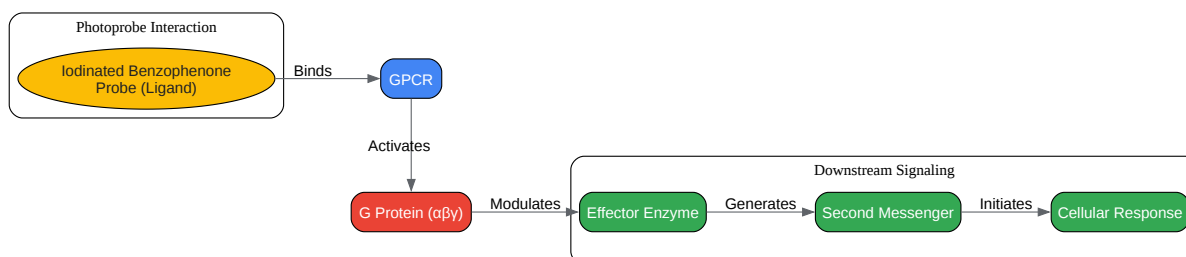 Photoprobe Interaction
Iodinated Benzophenone
Probe (Ligand)
Binds
GPCR
Activates
Downstream Signaling
G Protein (αβγ)
Modulates
Effector Enzyme
Generates
Second Messenger
Initiates
Cellular Response